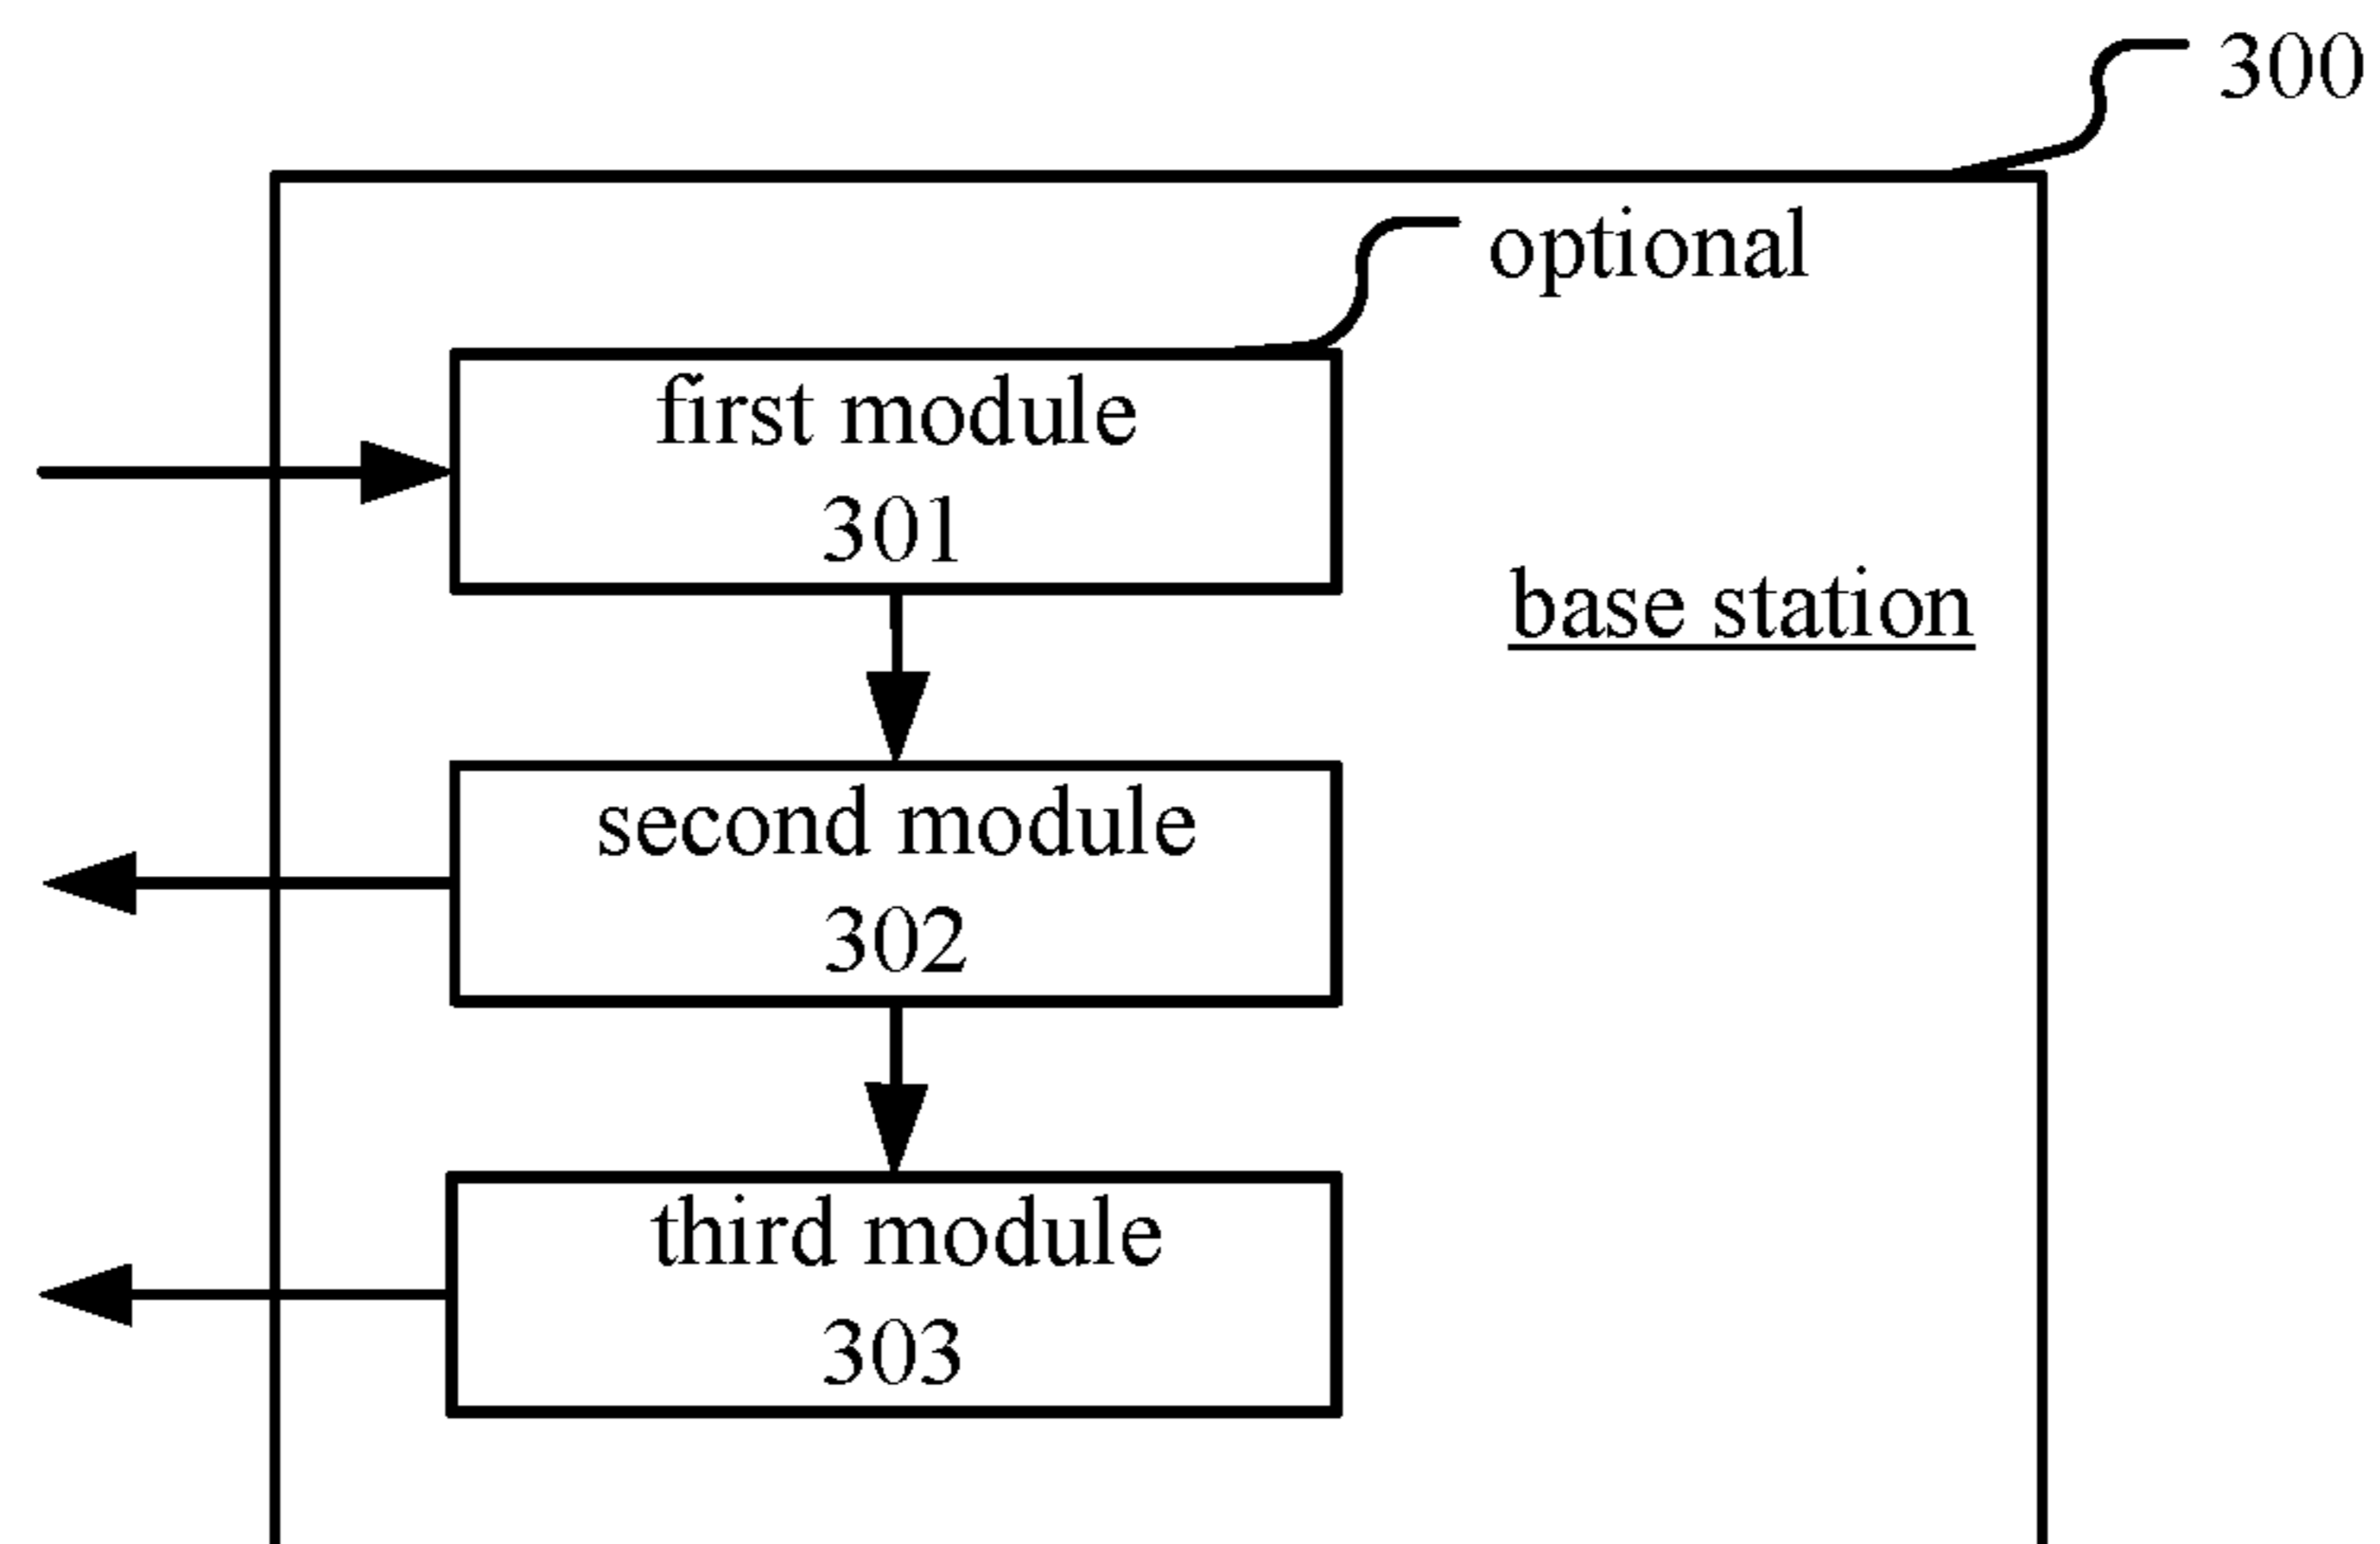 300
optional
first module
301
base station
second module
302
third module
303